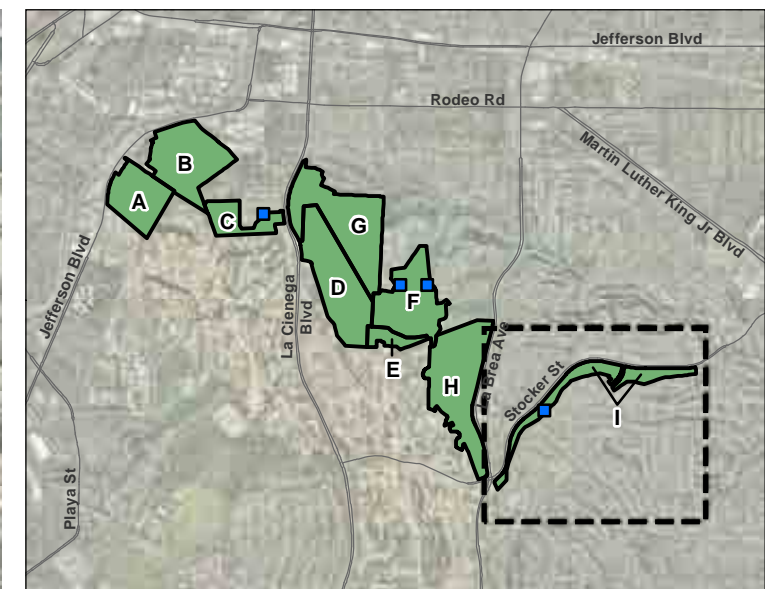 Jefferson Blvd
Rodeo Rd
Martin Luther King Jr Blvd
B
A
C
G
Jefferson Blvd
La Cienega
Blvd
D
F
E
H
La Brea Ave
Stocker St
I
Playa St